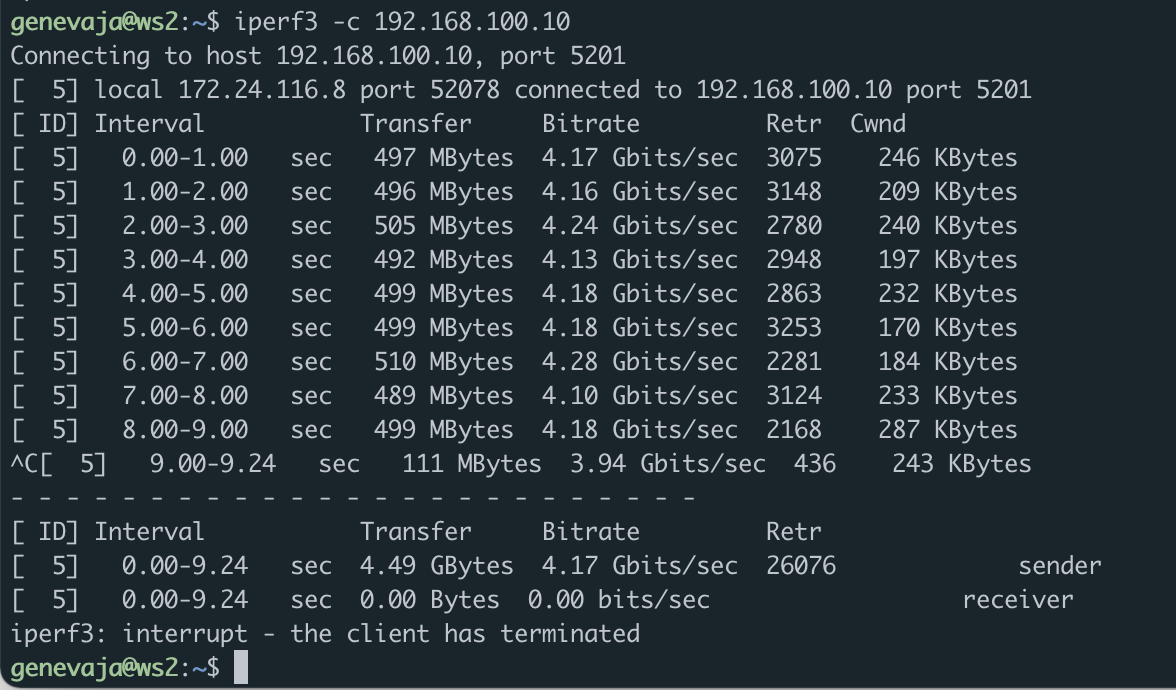 genevaja@ws2:~$ iperf3 -c 192.168.100.10
Connecting to host 192.168.100.10, port 5201
[  5] local 172.24.116.8 port 52078 connected to 192.168.100.10 port 5201
[ ID] Interval           Transfer     Bitrate         Retr  Cwnd
[  5]   0.00-1.00   sec   497 MBytes  4.17 Gbits/sec  3075    246 KBytes
[  5]   1.00-2.00   sec   496 MBytes  4.16 Gbits/sec  3148    209 KBytes
[  5]   2.00-3.00   sec   505 MBytes  4.24 Gbits/sec  2780    240 KBytes
[  5]   3.00-4.00   sec   492 MBytes  4.13 Gbits/sec  2948    197 KBytes
[  5]   4.00-5.00   sec   499 MBytes  4.18 Gbits/sec  2863    232 KBytes
[  5]   5.00-6.00   sec   499 MBytes  4.18 Gbits/sec  3253    170 KBytes
[  5]   6.00-7.00   sec   510 MBytes  4.28 Gbits/sec  2281    184 KBytes
[  5]   7.00-8.00   sec   489 MBytes  4.10 Gbits/sec  3124    233 KBytes
[  5]   8.00-9.00   sec   499 MBytes  4.18 Gbits/sec  2168    287 KBytes
^C[  5]   9.00-9.24   sec   111 MBytes  3.94 Gbits/sec  436    243 KBytes
- - - - - - - - - - - - - - - - - - - - - - - - -
[ ID] Interval           Transfer     Bitrate         Retr
[  5]   0.00-9.24   sec  4.49 GBytes  4.17 Gbits/sec  26076             sender
[  5]   0.00-9.24   sec  0.00 Bytes  0.00 bits/sec                  receiver
iperf3: interrupt - the client has terminated
genevaja@ws2:~$